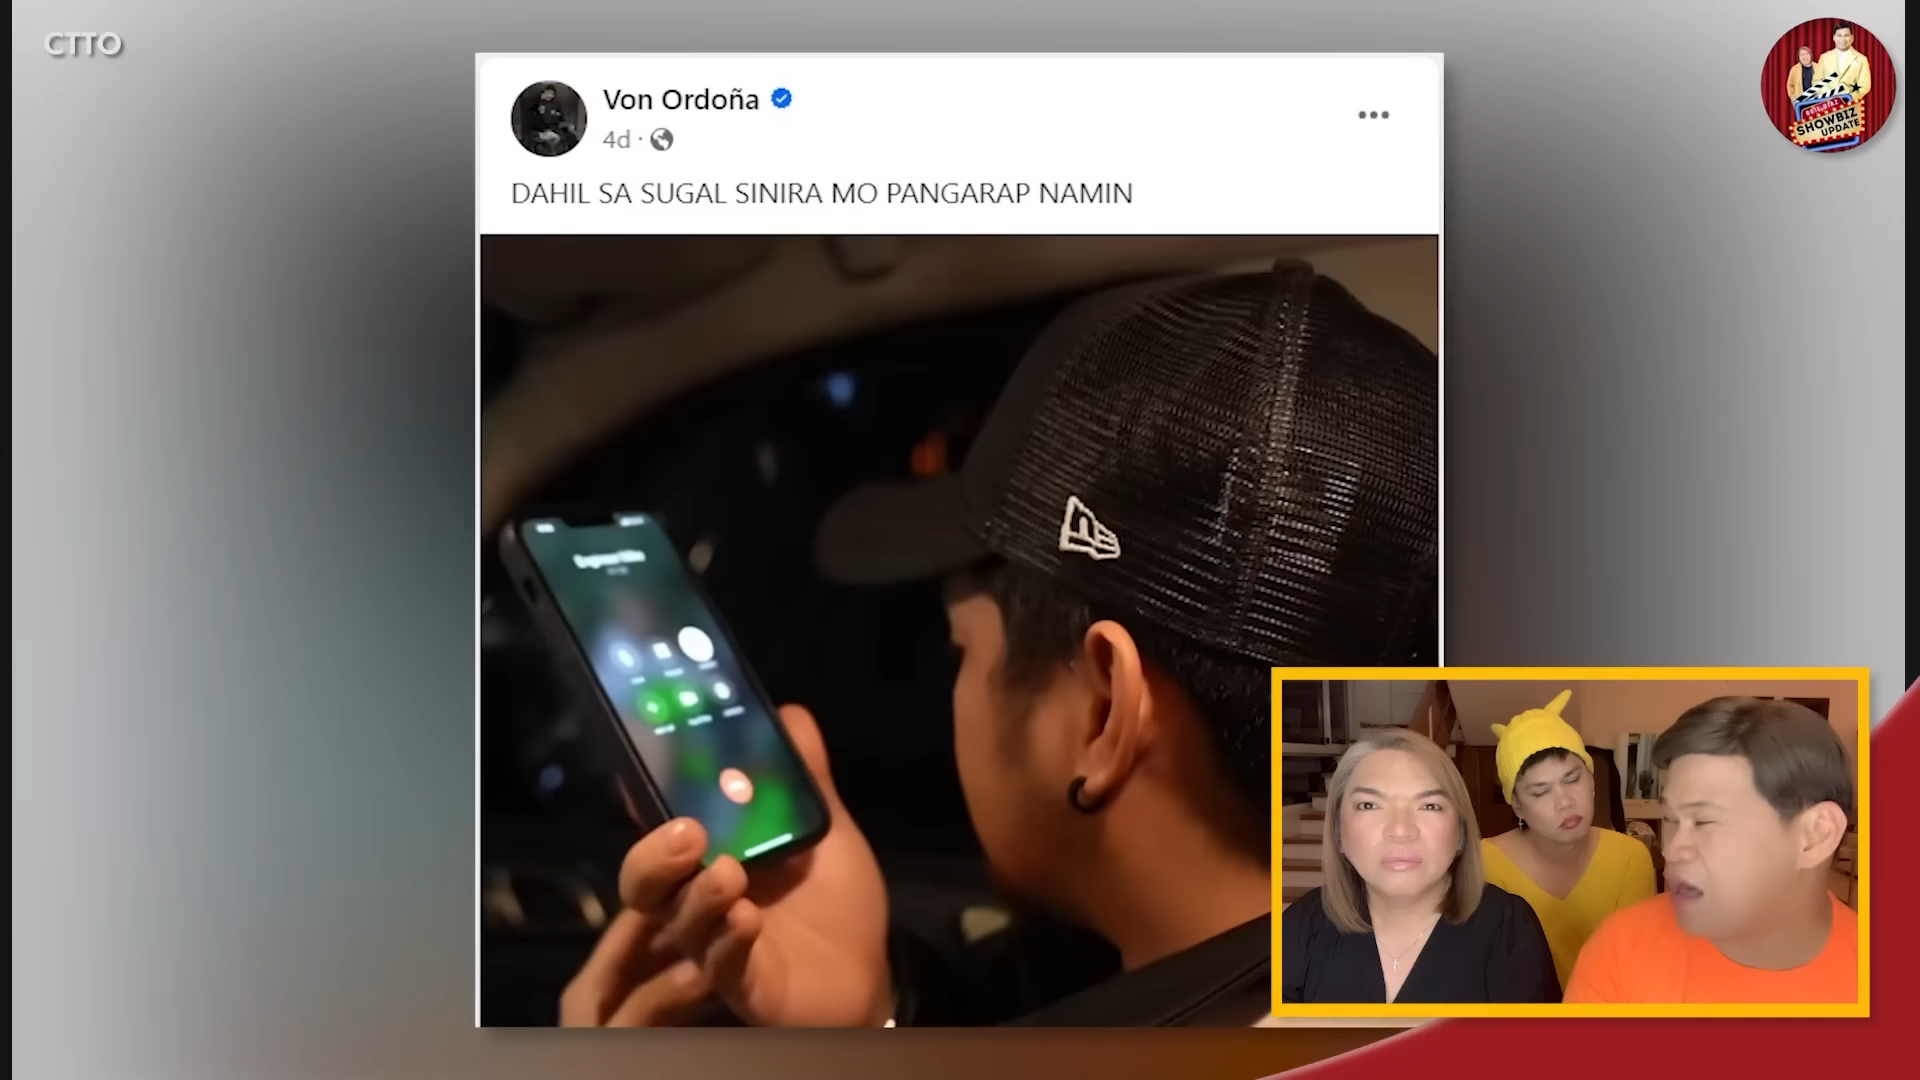 CTTO
Von Ordoña
4d ·
DAHIL SA SUGAL SINIRA MO PANGARAP NAMIN
SHOWBIZ
UPDATE